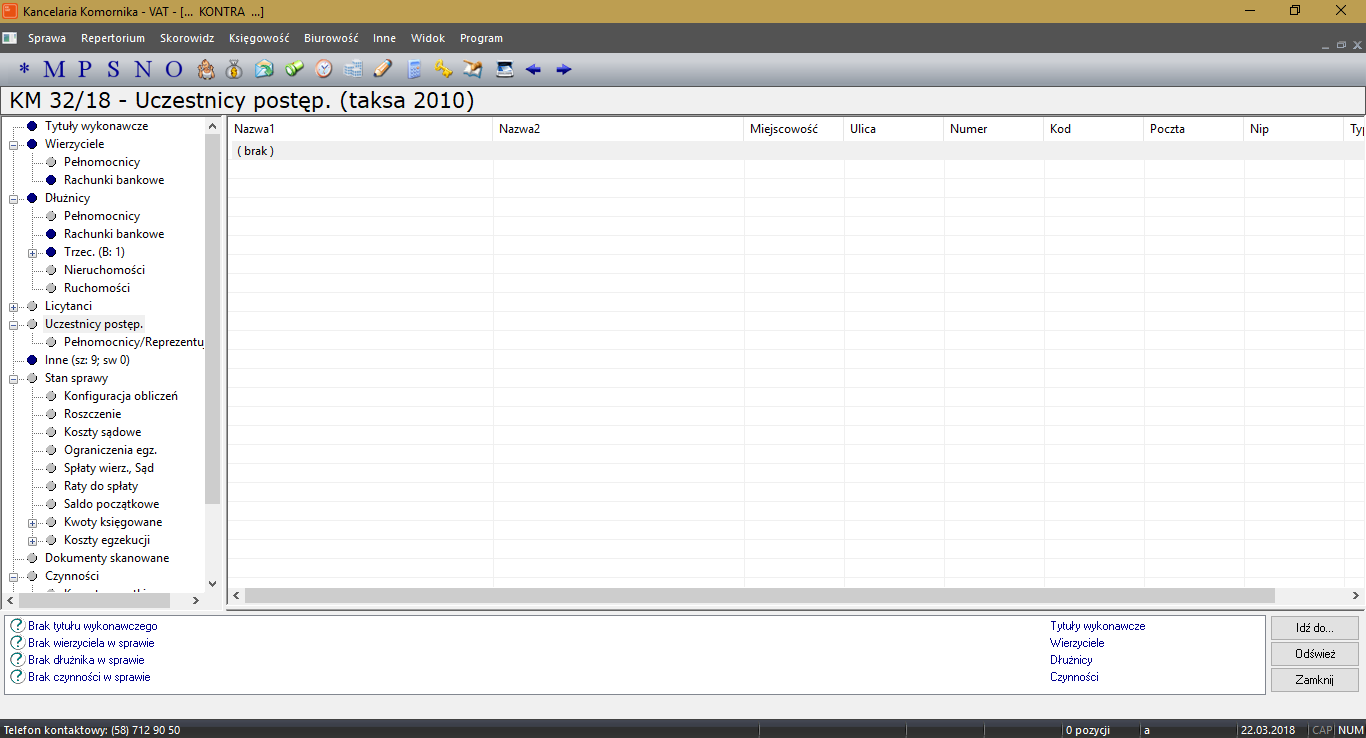 Kancelaria Komornika - VAT - [... KONTRA ...]
Sprawa Repertorium Skorowidz Księgowość Biurowość Inne Widok Program
* M P S N O
KM 32/18 - Uczestnicy postęp. (taksa 2010)
Tytuły wykonawcze
Wierzyciele
Pełnomocnicy
Rachunki bankowe
Dłużnicy
Pełnomocnicy
Rachunki bankowe
Trzec. (B: 1)
Nieruchomości
Ruchomości
Licytanci
Uczestnicy postęp.
Pełnomocnicy/Reprezentu
Inne (sz: 9; sw 0)
Stan sprawy
Konfiguracja obliczeń
Roszczenie
Koszty sądowe
Ograniczenia egz.
Spłaty wierz., Sąd
Raty do spłaty
Saldo początkowe
Kwoty księgowane
Koszty egzekucji
Dokumenty skanowane
Czynności
Nazwa1 Nazwa2 Miejscowość Ulica Numer Kod Poczta Nip Typ
( brak )
Brak tytułu wykonawczego Tytuły wykonawcze
Brak wierzyciela w sprawie Wierzyciele
Brak dłużnika w sprawie Dłużnicy
Brak czynności w sprawie Czynności
Idź do...
Odśwież
Zamknij
Telefon kontaktowy: (58) 712 90 50 0 pozycji a 22.03.2018 CAP NUM